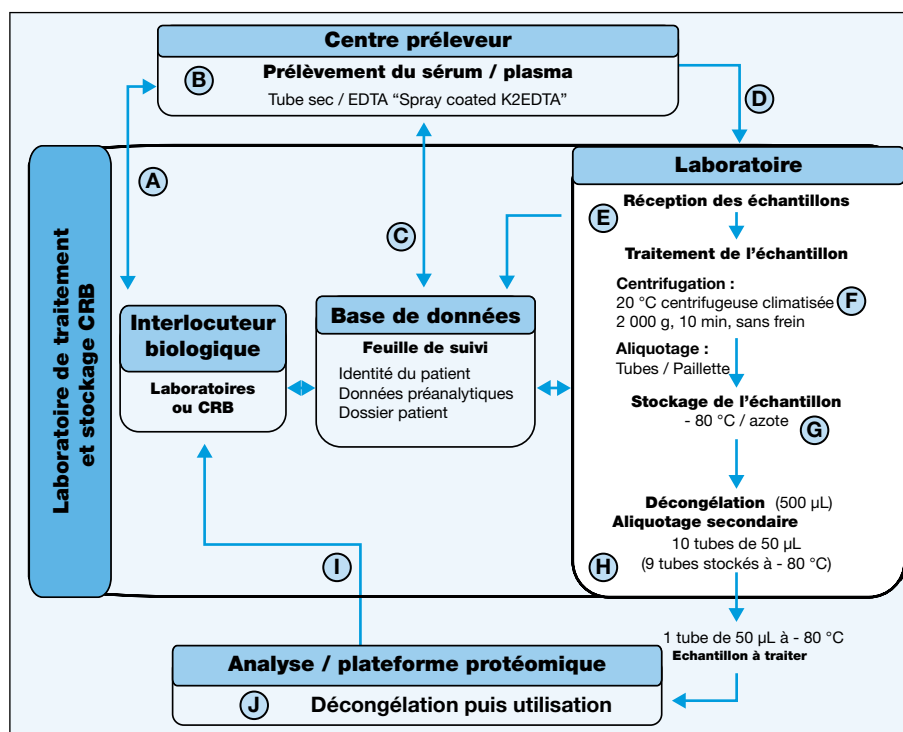 Centre préleveur
B
Prélèvement du sérum / plasma
Tube sec / EDTA “Spray coated K2EDTA”
D
A
C
Laboratoire de traitement
et stockage CRB
Interlocuteur
biologique
Laboratoires
ou CRB
Base de données
Feuille de suivi
Identité du patient
Données préanalytiques
Dossier patient
Laboratoire
Réception des échantillons
E
Traitement de l’échantillon
Centrifugation :
20 °C centrifugeuse climatisée
2 000 g, 10 min, sans frein
F
Aliquotage :
Tubes / Paillette
Stockage de l’échantillon
- 80 °C / azote
G
Décongélation (500 µL)
Aliquotage secondaire
10 tubes de 50 µL
(9 tubes stockés à - 80 °C)
H
I
1 tube de 50 µL à - 80 °C
Echantillon à traiter
Analyse / plateforme protéomique
J
Décongélation puis utilisation